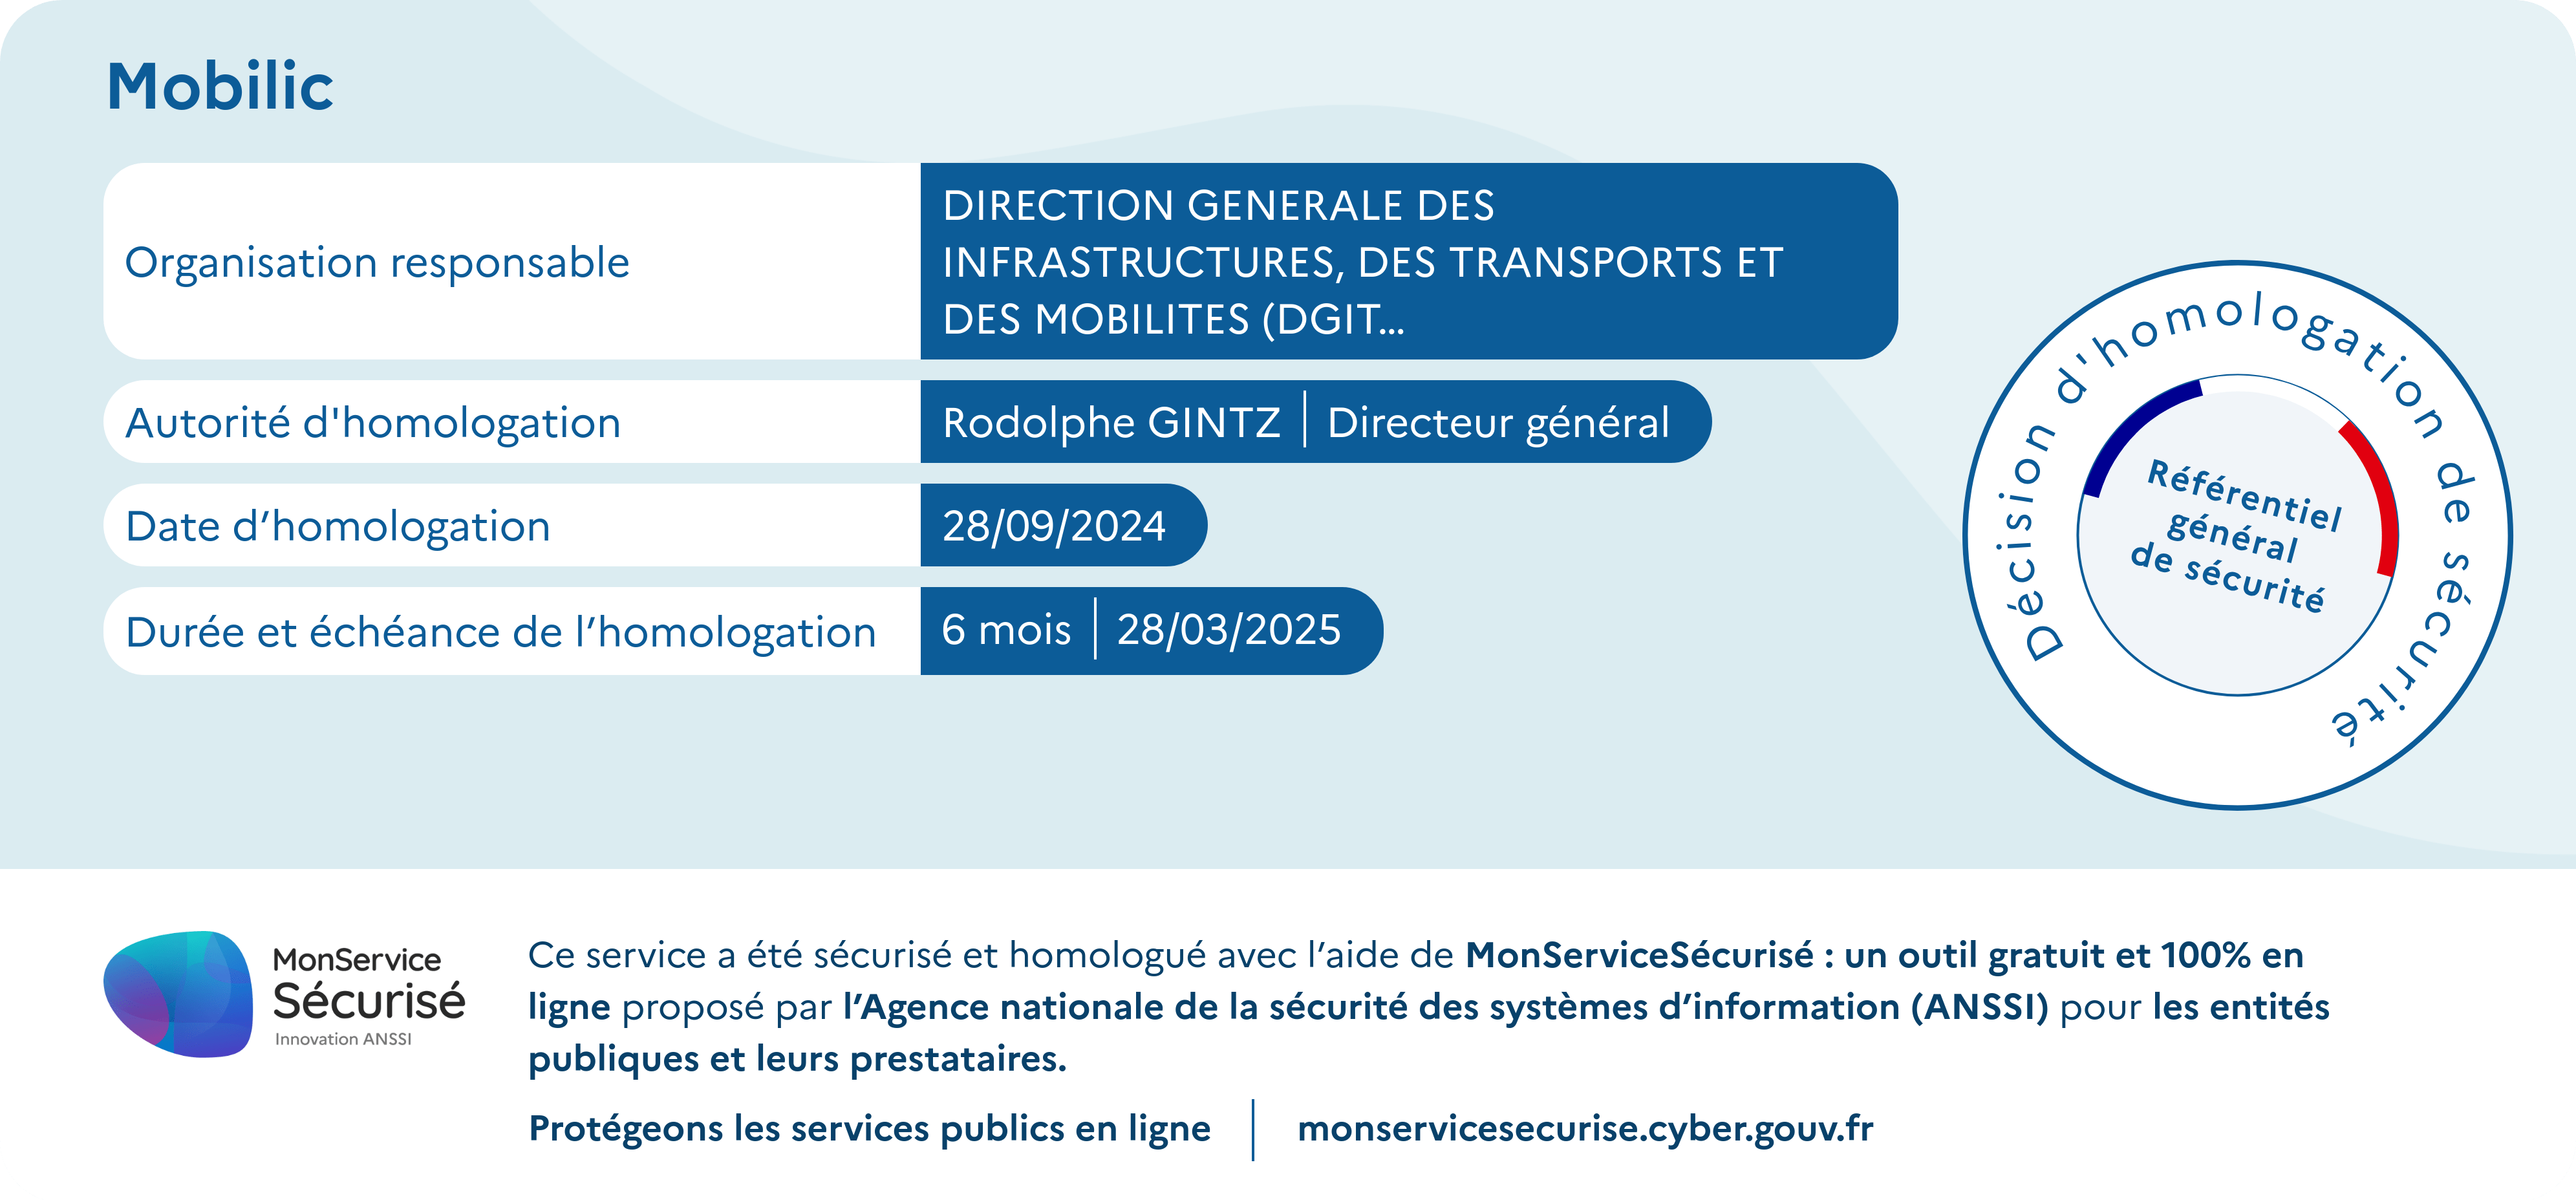 Mobilic
Organisation responsable
DIRECTION GENERALE DES
INFRASTRUCTURES, DES TRANSPORTS ET
DES MOBILITES (DGIT...
Autorité d'homologation
Rodolphe GINTZ | Directeur général
Date d’homologation
28/09/2024
Durée et échéance de l’homologation
6 mois | 28/03/2025
Décision d'homologation de sécurité
Référentiel
général
de sécurité
MonService
Sécurisé
Innovation ANSSI
Ce service a été sécurisé et homologué avec l’aide de MonServiceSécurisé : un outil gratuit et 100% en
ligne proposé par l’Agence nationale de la sécurité des systèmes d’information (ANSSI) pour les entités
publiques et leurs prestataires.
Protégeons les services publics en ligne | monservicesecurise.cyber.gouv.fr